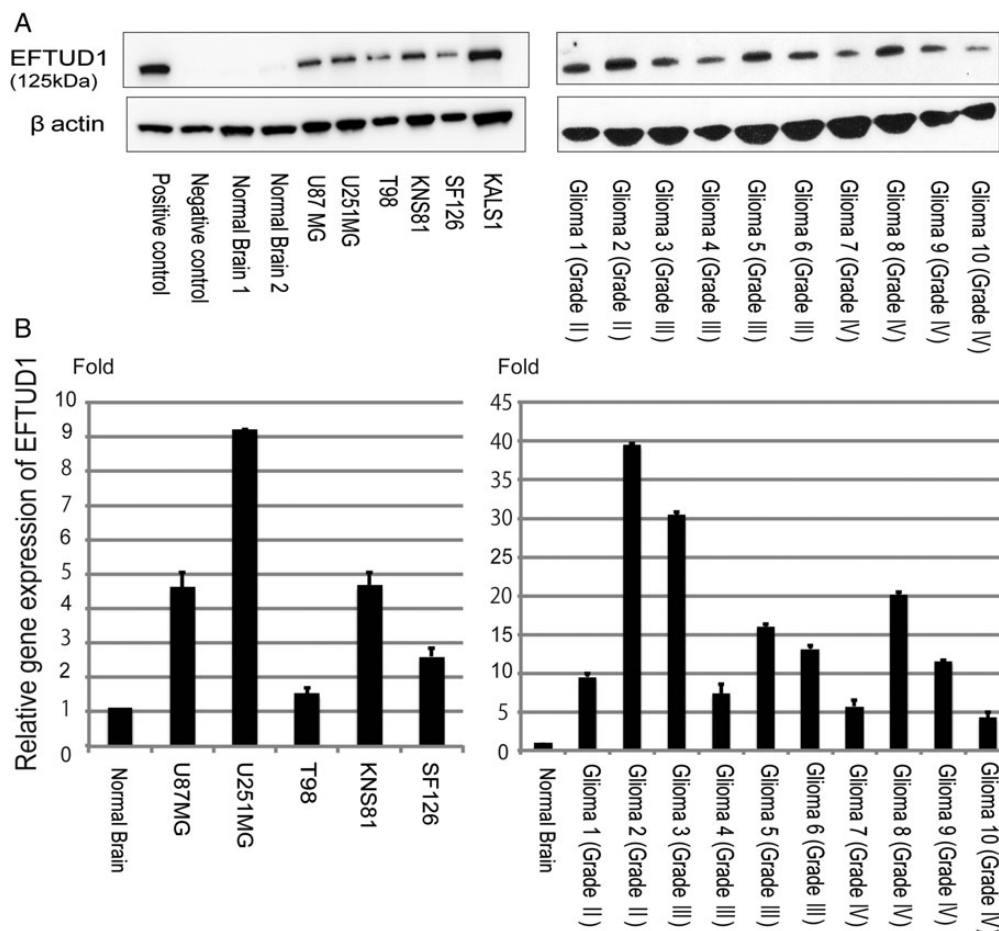 A
EFTUD1
(125kDa)
β actin
Positive control
Negative control
Normal Brain 1
Normal Brain 2
U87 MG
U251MG
T98
KNS81
SF126
KALS1
Glioma 1 (Grade II)
Glioma 2 (Grade II)
Glioma 3 (Grade III)
Glioma 4 (Grade III)
Glioma 5 (Grade III)
Glioma 6 (Grade III)
Glioma 7 (Grade IV)
Glioma 8 (Grade IV)
Glioma 9 (Grade IV)
Glioma 10 (Grade IV)
B
Relative gene expression of EFTUD1
Fold
10
9
8
7
6
5
4
3
2
1
0
Normal Brain
U87MG
U251MG
T98
KNS81
SF126
Fold
45
40
35
30
25
20
15
10
5
0
Normal Brain
Glioma 1 (Grade II)
Glioma 2 (Grade II)
Glioma 3 (Grade III)
Glioma 4 (Grade III)
Glioma 5 (Grade III)
Glioma 6 (Grade III)
Glioma 7 (Grade IV)
Glioma 8 (Grade IV)
Glioma 9 (Grade IV)
Glioma 10 (Grade IV)